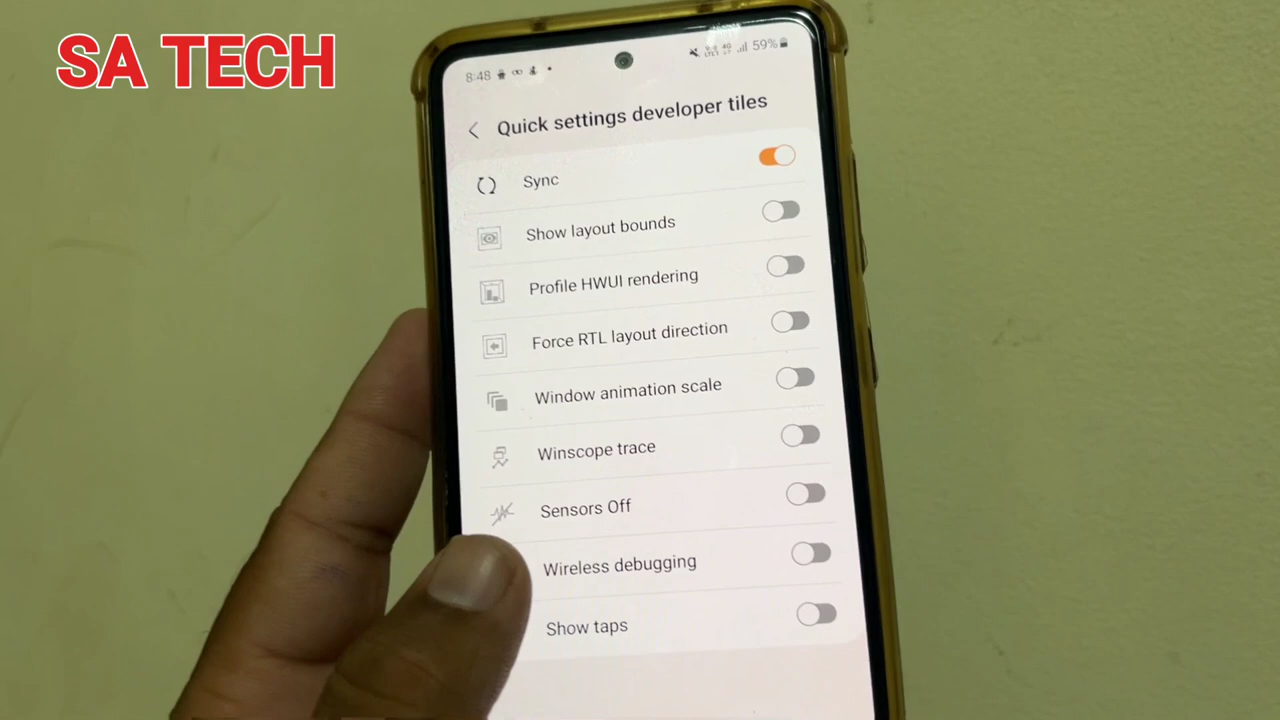 SA TECH
8:48
59%
Quick settings developer tiles
Sync
Show layout bounds
Profile HWUI rendering
Force RTL layout direction
Window animation scale
Winscope trace
Sensors Off
Wireless debugging
Show taps